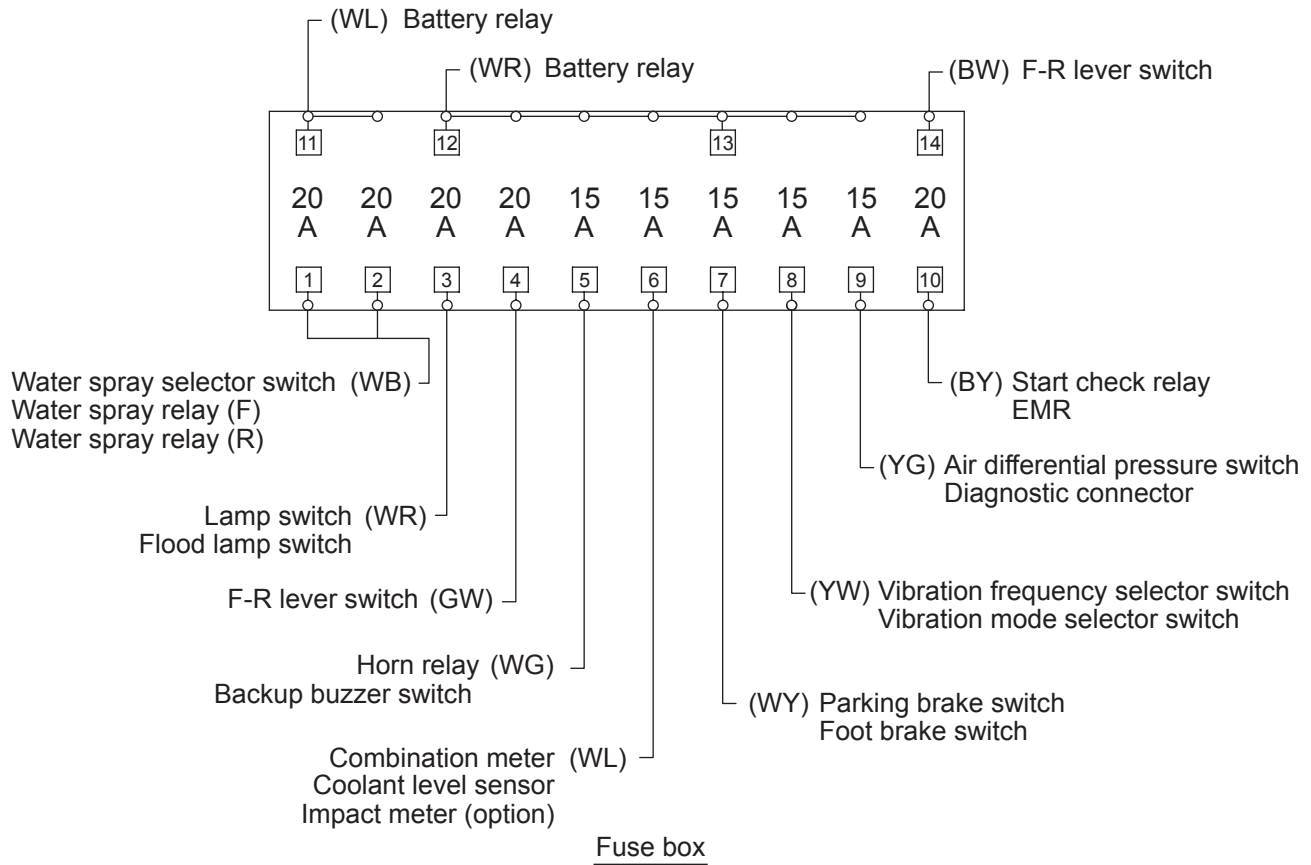 (WL) Battery relay
(WR) Battery relay
(BW) F-R lever switch
11 12 13 14
20 20 20 20 15 15 15 15 15 20
A A A A A A A A A A
1 2 3 4 5 6 7 8 9 10
Water spray selector switch (WB)
Water spray relay (F)
Water spray relay (R)
(BY) Start check relay
EMR
(YG) Air differential pressure switch
Diagnostic connector
Lamp switch (WR)
Flood lamp switch
(YW) Vibration frequency selector switch
Vibration mode selector switch
F-R lever switch (GW)
Horn relay (WG)
Backup buzzer switch
(WY) Parking brake switch
Foot brake switch
Combination meter (WL)
Coolant level sensor
Impact meter (option)
Fuse box